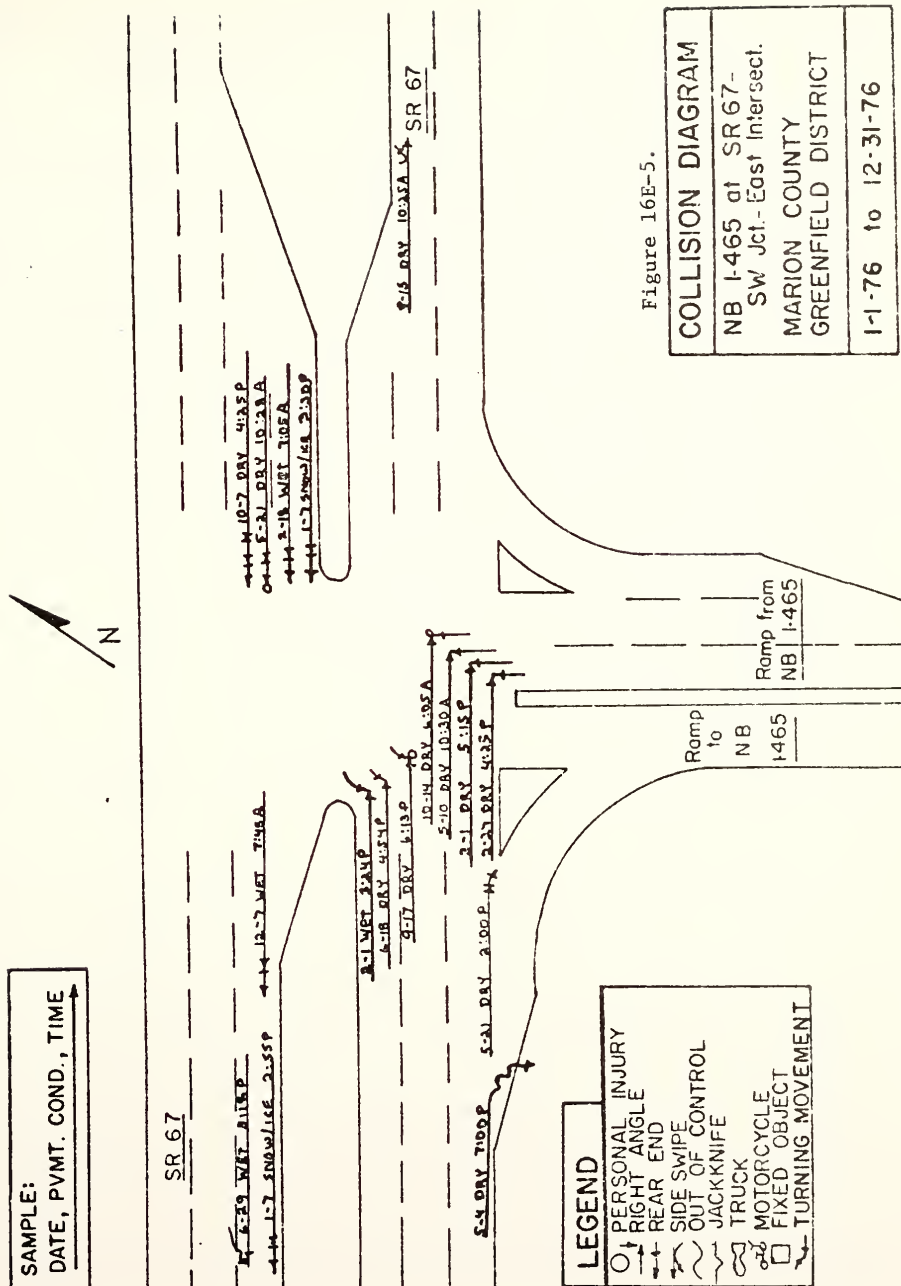 SAMPLE:
DATE, PVMT. COND., TIME
N
SR 67
6-29 WET
1-7 SNOW/ICE 2:55P
12-7 WET 7:45A
10-7 DRY 4:25P
5-21 DRY 10:28A
2-18 WET 7:05A
1-7 SNOW/ICE 2:30P
2-1 WET 3:24P
6-18 DRY 4:54P
9-17 DRY 6:13P
10-14 DRY 6:05A
5-10 DRY 10:30A
2-1 DRY 5:15P
2-27 DRY 4:25P
5-21 DRY 2:00P
5-4 DRY 7:00P
9-15 DRY 10:25A
SR 67
Ramp
to
NB
I-465
Ramp from
NB I-465
LEGEND
PERSONAL INJURY
RIGHT ANGLE
REAR END
SIDE SWIPE
OUT OF CONTROL
JACKKNIFE
TRUCK
MOTORCYCLE
FIXED OBJECT
TURNING MOVEMENT
Figure 16E-5.
COLLISION DIAGRAM
NB I-465 at SR 67-
SW Jct.- East Intersect.
MARION COUNTY
GREENFIELD DISTRICT
1-1-76 to 12-31-76